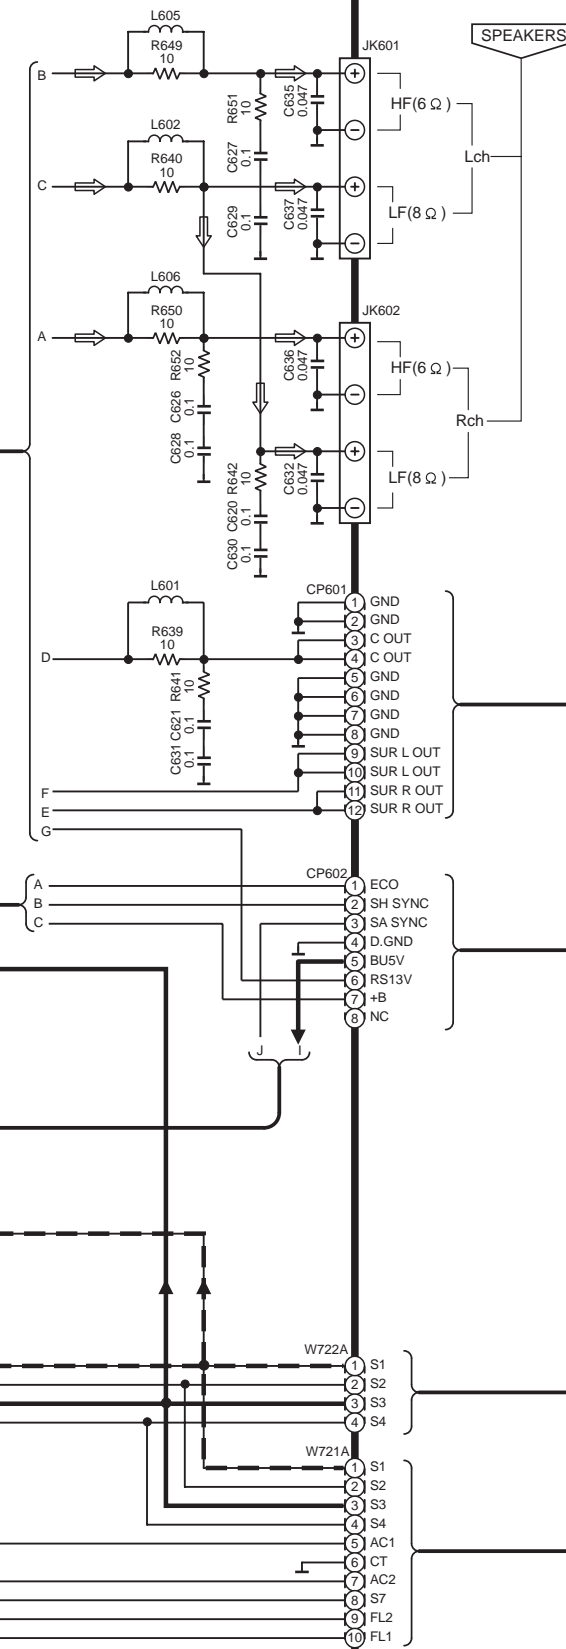 L605
SPEAKERS
R649
10
JK601
B
R651
10
C635
0.047
HF(6 Ω)
L602
R640
10
C627
0.1
Lch
C
C629
0.1
C637
0.047
LF(8 Ω)
L606
R650
10
JK602
A
R652
10
C636
0.047
HF(6 Ω)
C626
0.1
Rch
C628
0.1
R642
10
C632
0.047
LF(8 Ω)
C620
0.1
C630
0.1
L601
CP601
1 GND
2 GND
R639
10
3 C OUT
D
4 C OUT
R641
10
5 GND
6 GND
C621
0.1
7 GND
8 GND
C631
0.1
9 SUR L OUT
10 SUR L OUT
F
11 SUR R OUT
E
12 SUR R OUT
G
CP602
A
1 ECO
B
2 SH SYNC
C
3 SA SYNC
4 D.GND
5 BU5V
6 RS13V
7 +B
8 NC
J I
W722A
1 S1
2 S2
3 S3
4 S4
W721A
1 S1
2 S2
3 S3
4 S4
5 AC1
6 CT
7 AC2
8 S7
9 FL2
10 FL1